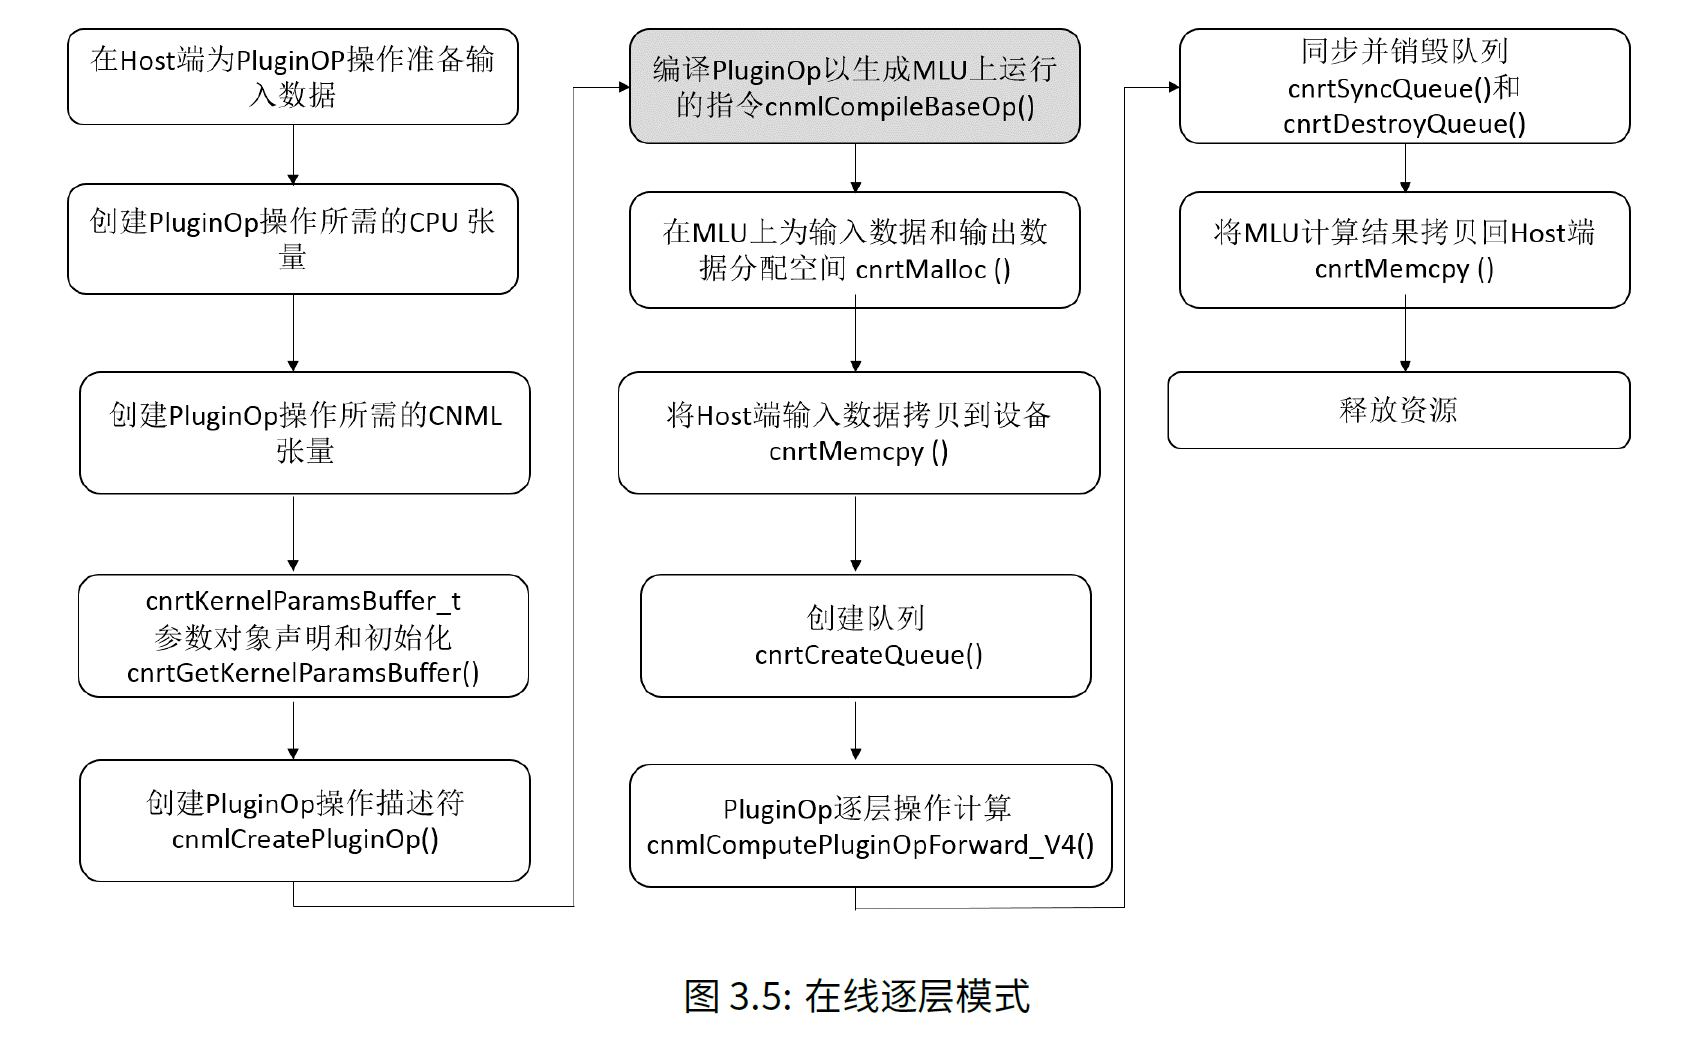 在Host端为PluginOP操作准备输
入数据
创建PluginOp操作所需的CPU 张
量
创建PluginOp操作所需的CNML
张量
cnrtKernelParamsBuffer_t
参数对象声明和初始化
cnrtGetKernelParamsBuffer()
创建PluginOp操作描述符
cnmlCreatePluginOp()
编译PluginOp以生成MLU上运行
的指令cnmlCompileBaseOp()
在MLU上为输入数据和输出数
据分配空间 cnrtMalloc ()
将Host端输入数据拷贝到设备
cnrtMemcpy ()
创建队列
cnrtCreateQueue()
PluginOp逐层操作计算
cnmlComputePluginOpForward_V4()
同步并销毁队列
cnrtSyncQueue()和
cnrtDestroyQueue()
将MLU计算结果拷贝回Host端
cnrtMemcpy ()
释放资源
图 3.5: 在线逐层模式